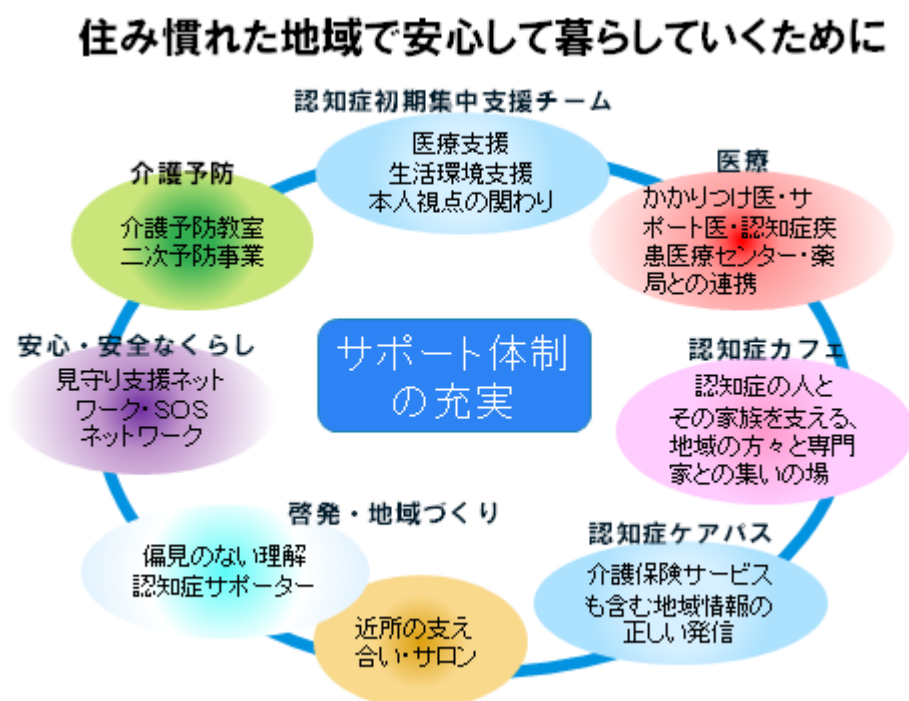 住み慣れた地域で安心して暮らしていくために
認知症初期集中支援チーム
医療支援
生活環境支援
本人視点の関わり
医療
かかりつけ医・サ
ポート医・認知症疾
患医療センター・薬
局との連携
認知症カフェ
認知症の人と
その家族を支える、
地域の方々と専門
家との集いの場
認知症ケアパス
介護保険サービス
も含む地域情報の
正しい発信
近所の支え
合い・サロン
啓発・地域づくり
偏見のない理解
認知症サポーター
安心・安全なくらし
見守り支援ネット
ワーク・SOS
ネットワーク
介護予防
介護予防教室
二次予防事業
サポート体制
の充実